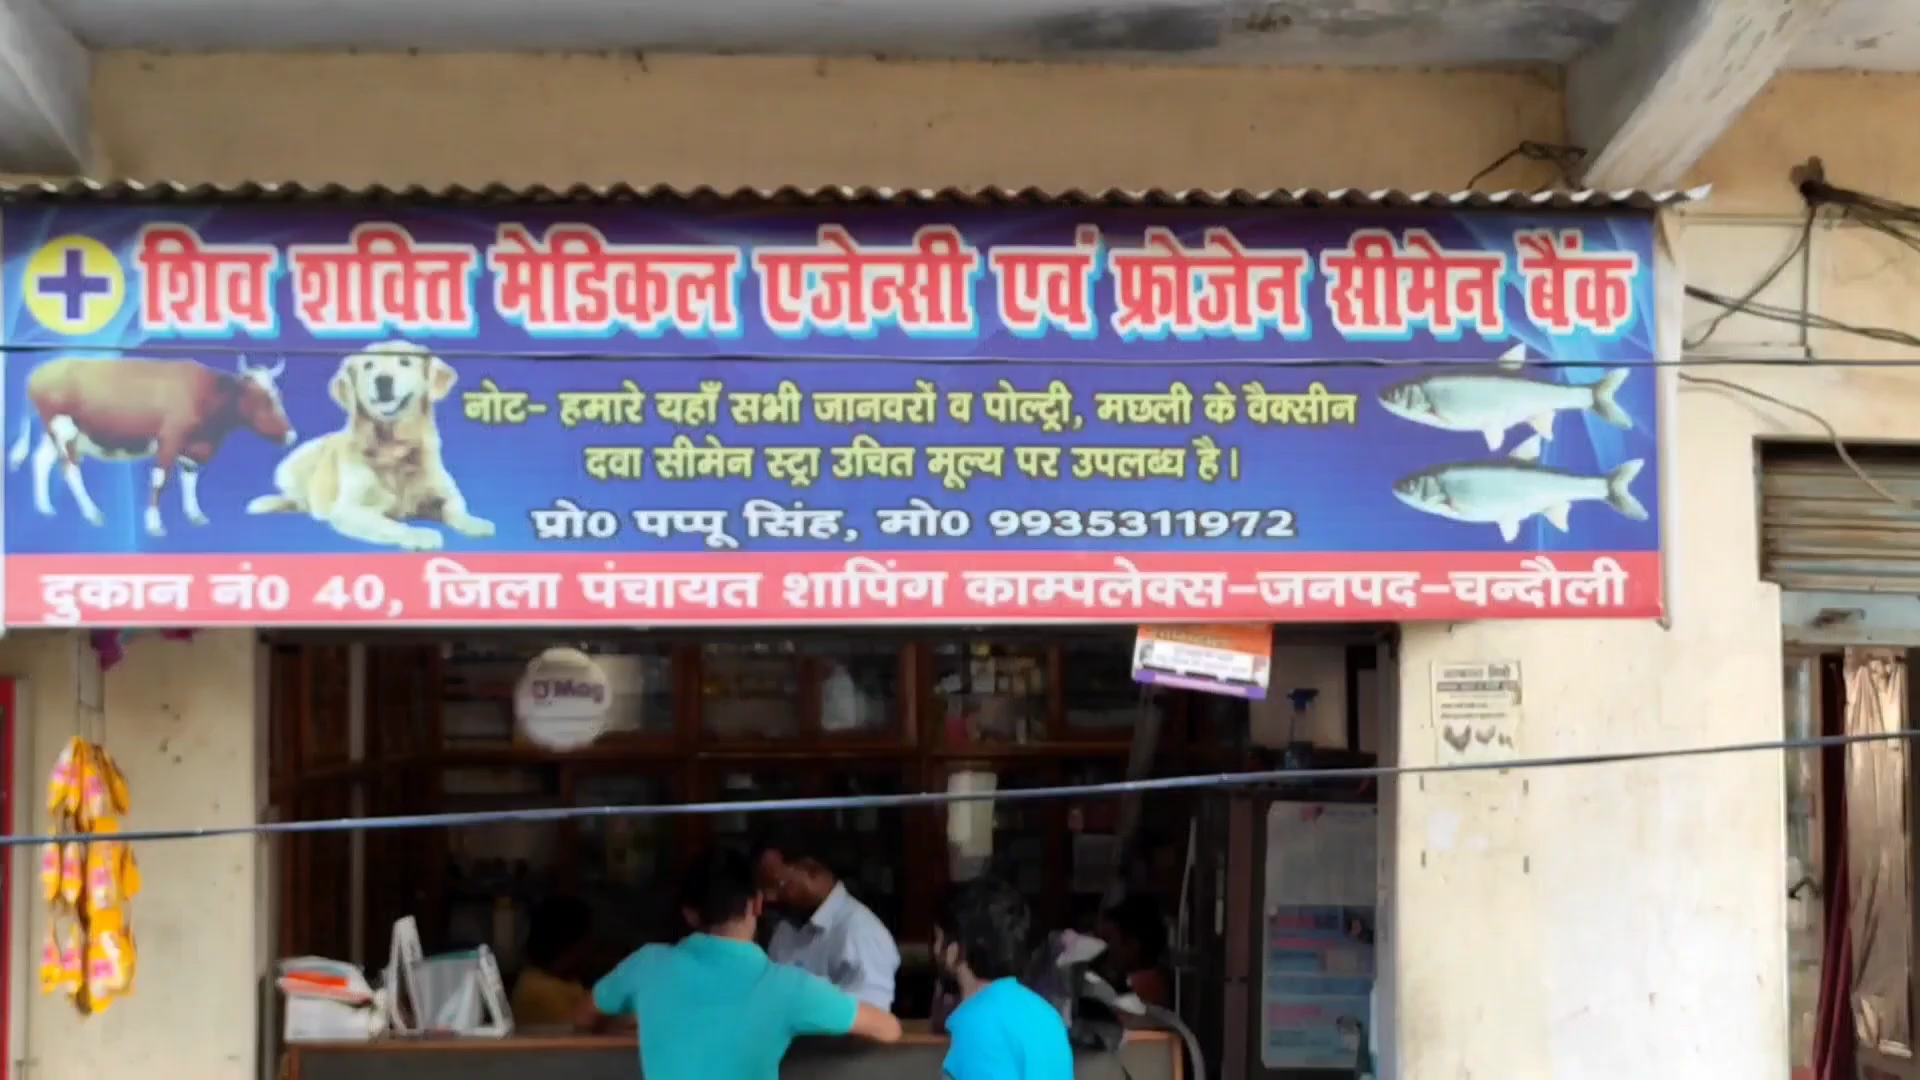 शिव शक्ति मेडिकल एजेन्सी एवं फ्रोजेन सीमेन बैंक
नोट- हमारे यहाँ सभी जानवरों व पोल्ट्री, मछली के वैक्सीन
दवा सीमेन स्ट्रा उचित मूल्य पर उपलब्ध है।
प्रो0 पप्पू सिंह, मो0 9935311972
दुकान नं0 40, जिला पंचायत शापिंग काम्पलेक्स-जनपद-चन्दौली